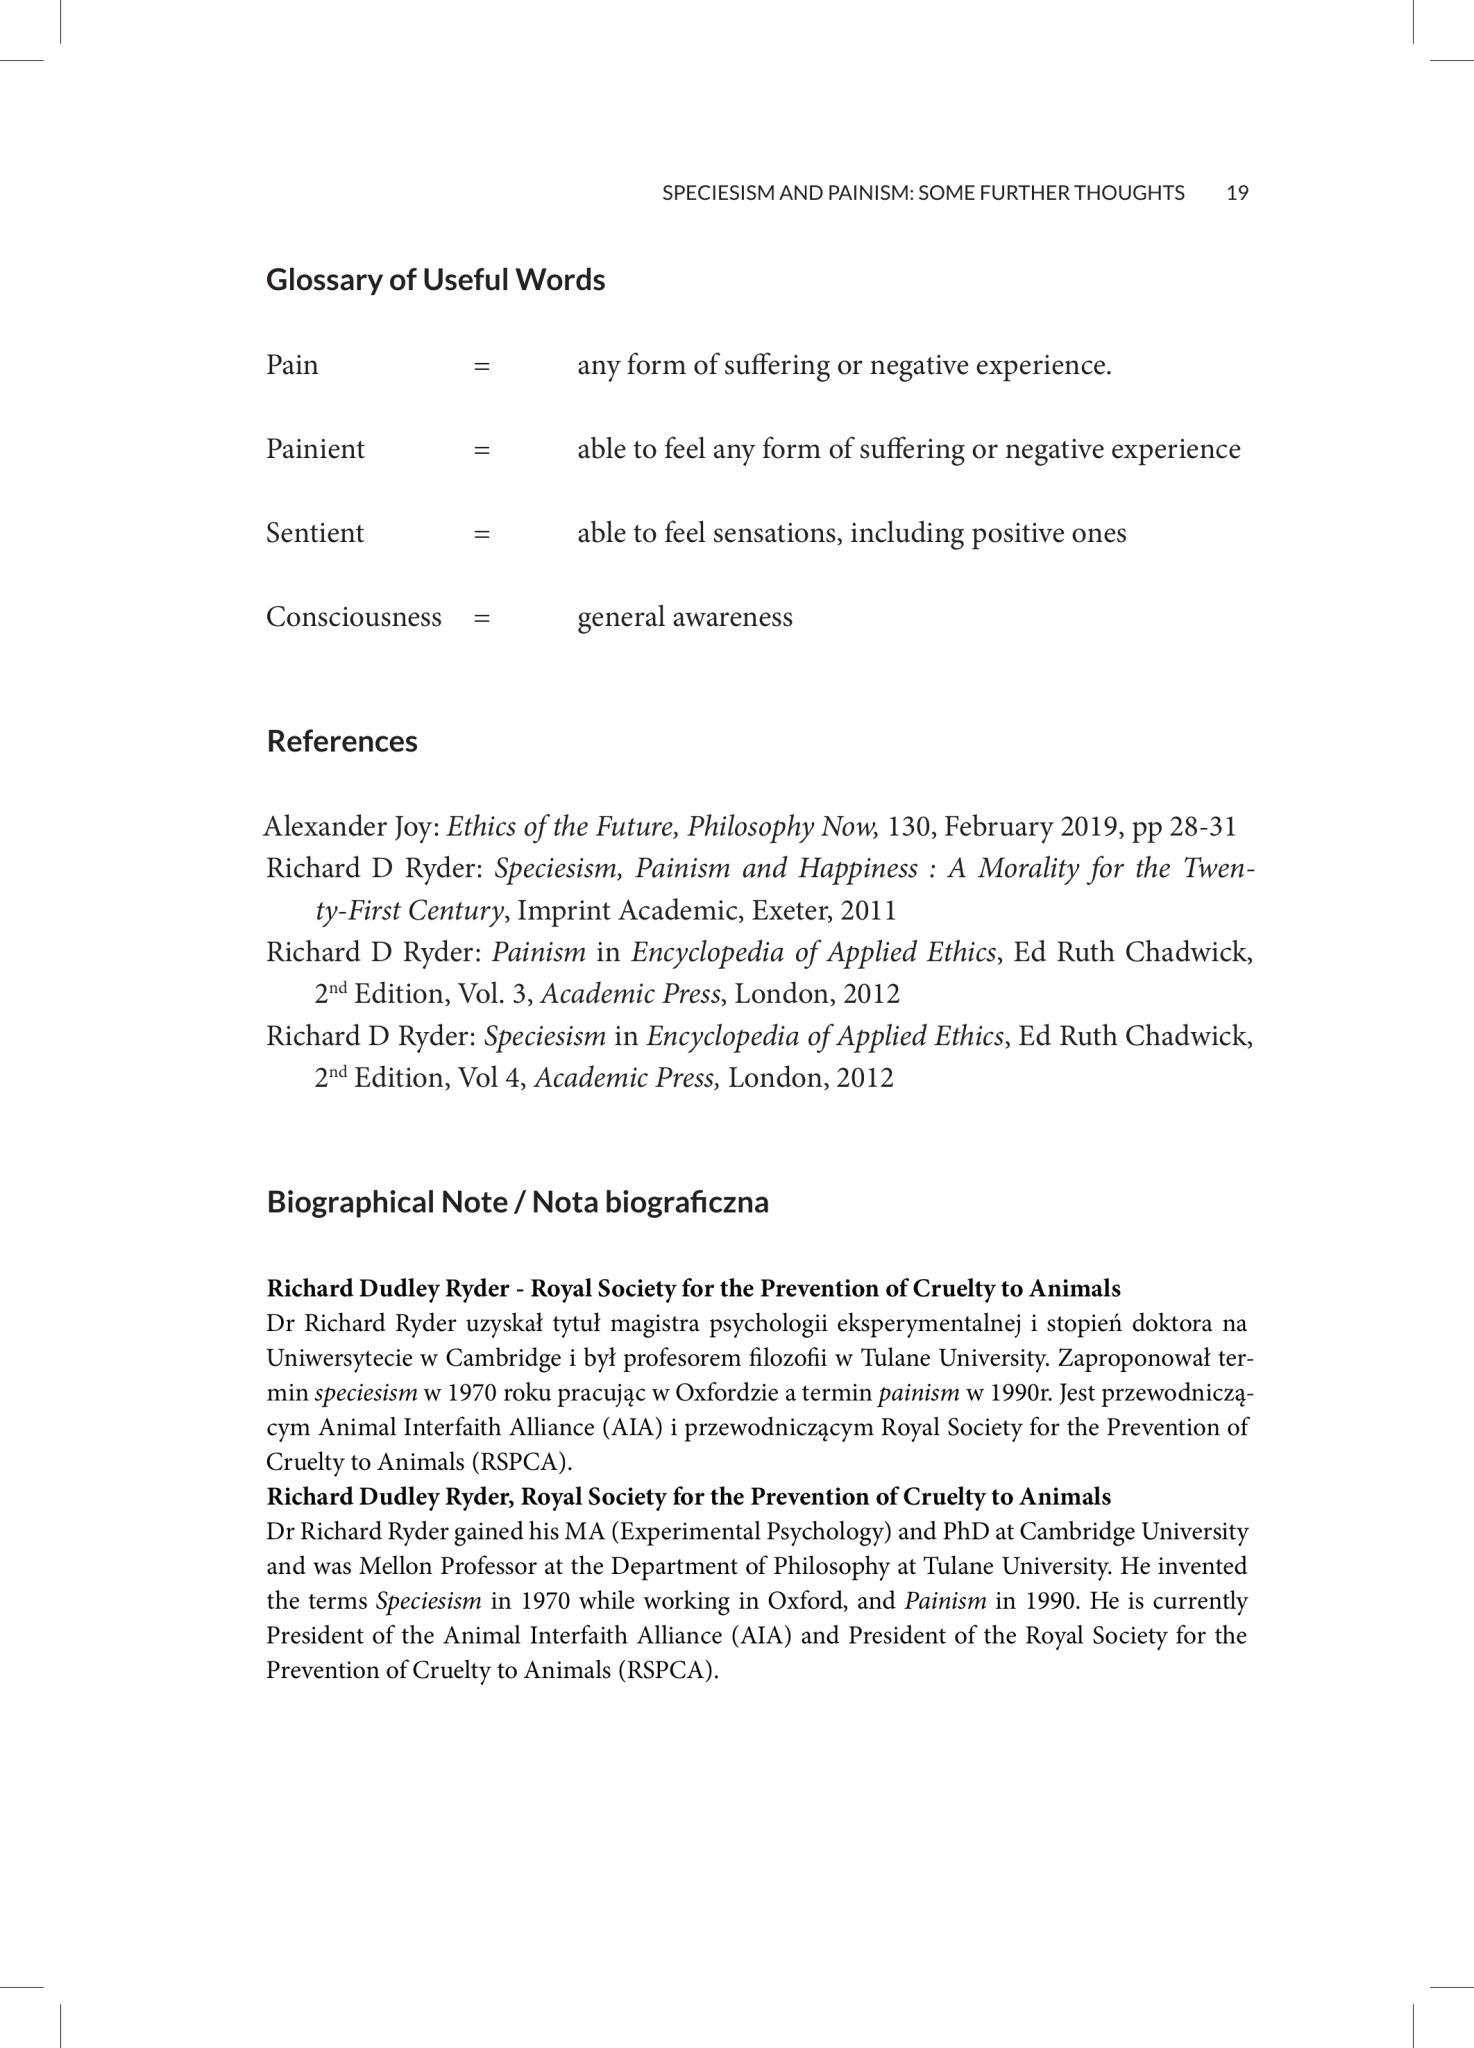 SPECIESISM AND PAINISM: SOME FURTHER THOUGHTS 19
Glossary of Useful Words
Pain = any form of suffering or negative experience.
Painient = able to feel any form of suffering or negative experience
Sentient = able to feel sensations, including positive ones
Consciousness = general awareness
References
Alexander Joy: Ethics of the Future, Philosophy Now, 130, February 2019, pp 28-31
Richard D Ryder: Speciesism, Painism and Happiness : A Morality for the Twen-
ty-First Century, Imprint Academic, Exeter, 2011
Richard D Ryder: Painism in Encyclopedia of Applied Ethics, Ed Ruth Chadwick,
2nd Edition, Vol. 3, Academic Press, London, 2012
Richard D Ryder: Speciesism in Encyclopedia of Applied Ethics, Ed Ruth Chadwick,
2nd Edition, Vol 4, Academic Press, London, 2012
Biographical Note / Nota biograficzna
Richard Dudley Ryder - Royal Society for the Prevention of Cruelty to Animals
Dr Richard Ryder uzyskał tytuł magistra psychologii eksperymentalnej i stopień doktora na
Uniwersytecie w Cambridge i był profesorem filozofii w Tulane University. Zaproponował ter-
min speciesism w 1970 roku pracując w Oxfordzie a termin painism w 1990r. Jest przewodniczą-
cym Animal Interfaith Alliance (AIA) i przewodniczącym Royal Society for the Prevention of
Cruelty to Animals (RSPCA).
Richard Dudley Ryder, Royal Society for the Prevention of Cruelty to Animals
Dr Richard Ryder gained his MA (Experimental Psychology) and PhD at Cambridge University
and was Mellon Professor at the Department of Philosophy at Tulane University. He invented
the terms Speciesism in 1970 while working in Oxford, and Painism in 1990. He is currently
President of the Animal Interfaith Alliance (AIA) and President of the Royal Society for the
Prevention of Cruelty to Animals (RSPCA).